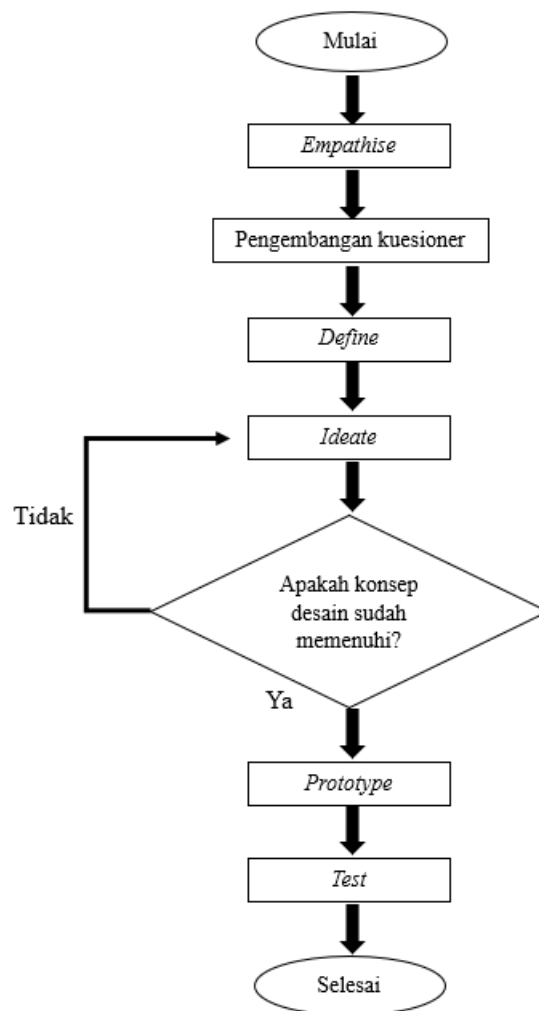 Mulai
Empathise
Pengembangan kuesioner
Define
Ideate
Tidak
Apakah konsep
desain sudah
memenuhi?
Ya
Prototype
Test
Selesai